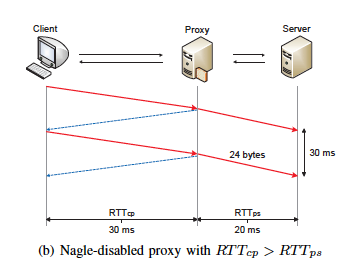 Client Proxy Server
24 bytes
30 ms
RTTcp RTTps
30 ms 20 ms
(b) Nagle-disabled proxy with RTTcp > RTTps